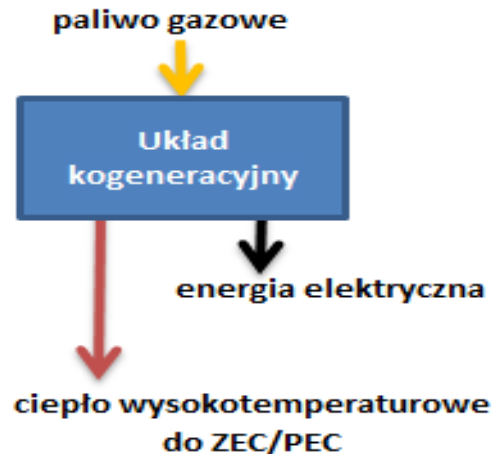 paliwo gazowe
Układ
kogeneracyjny
energia elektryczna
ciepło wysokotemperaturowe
do ZEC/PEC